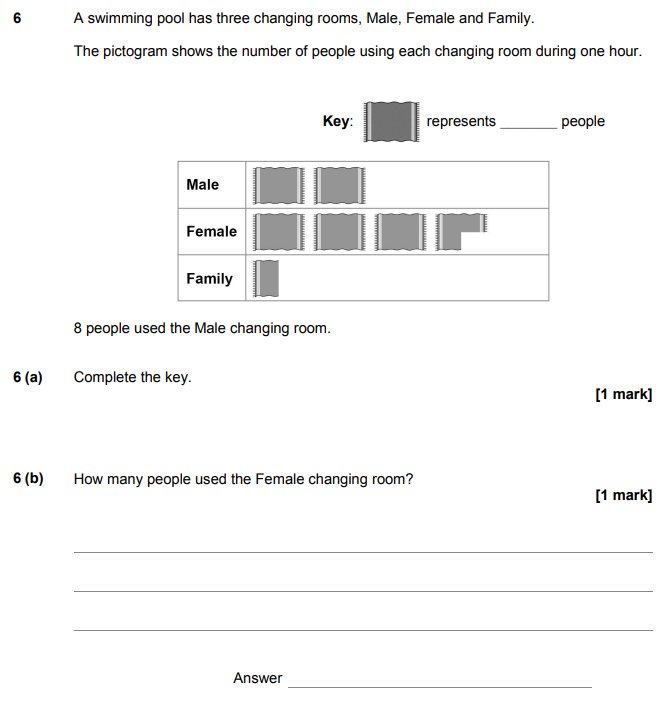 6 A swimming pool has three changing rooms, Male, Female and Family.
The pictogram shows the number of people using each changing room during one hour.
Key: represents _______ people
Male
Female
Family
8 people used the Male changing room.
6 (a) Complete the key.
[1 mark]
6 (b) How many people used the Female changing room?
[1 mark]
Answer